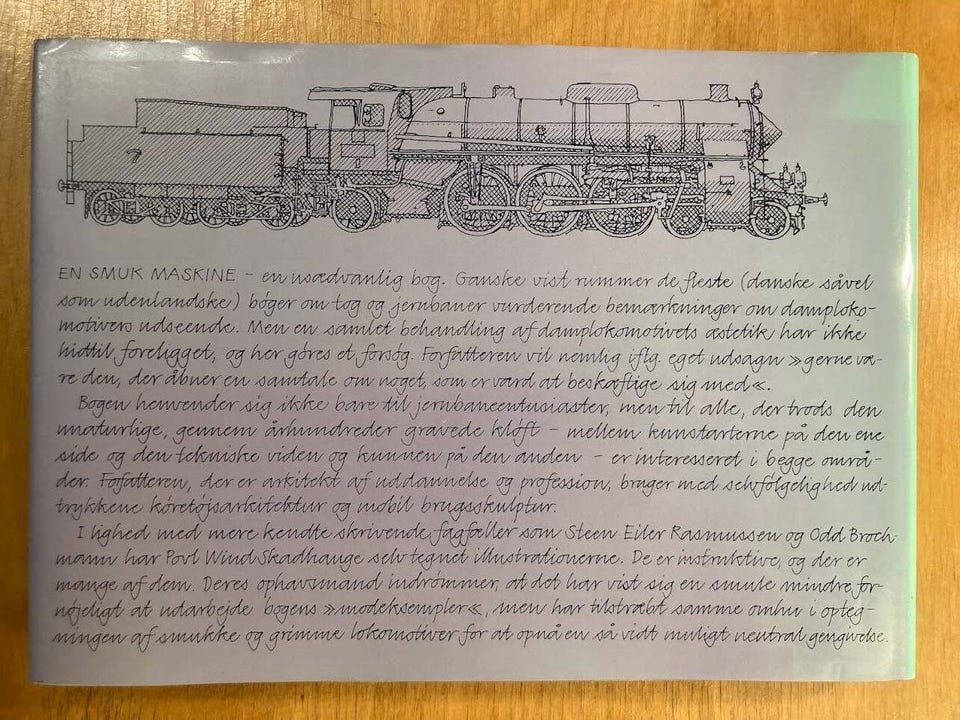 EN SMUK MASKINE – en usædvanlig bog. Ganske vist rummer de fleste (danske såvel
som udenlandske) bøger om tog og jernbaner vurderende bemærkninger om damploko-
motivers udseende. Men en samlet behandling af damplokomotivets æstetik har ikke
hidtil foreligget, og her gøres et forsøg. Forfatteren vil nemlig iflg. eget udsagn »gerne væ-
re den, der åbner en samtale om noget, som er værd at beskæftige sig med«.
Bogen henvender sig ikke bare til jernbaneentusiaster, men til alle, der trods den
unaturlige, gennem århundreder gravede kløft – mellem kunstarterne på den ene
side og den tekniske viden og kunnen på den anden – er interesseret i begge områ-
der. Fofatteren, der er arkitekt af uddannelse og profession, bruger med selvfølgelighed ud-
trykkene køretøjsarkitektur og mobil brugsskulptur.
I lighed med mere kendte skrivende fagfæller som Steen Eiler Rasmussen og Odd Broch-
mann har Povl Wind Skadhauge selv tegnet illustrationerne. De er instruktive, og der er
mange af dem. Deres ophavsmand indrømmer, at det har vist sig en smule mindre for-
nøjeligt at udarbejde bogens »modeksempler«, men har tilstræbt samme omhu i opteg-
ningen af smukke og grimme lokomotiver for at opnå en så vidt muligt neutral gengivelse.